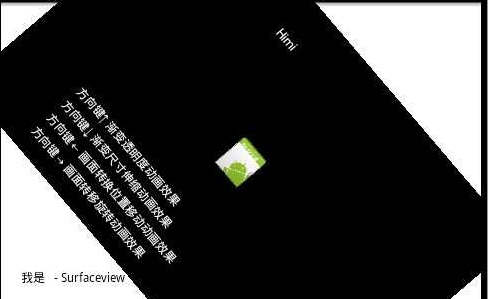 Himi
方向键↑ 渐变透明度动画效果
方向键↓ 渐变尺寸伸缩动画效果
方向键← 画面转换位置移动动画效果
方向键→ 画面转移旋转动画效果
我是 - Surfaceview